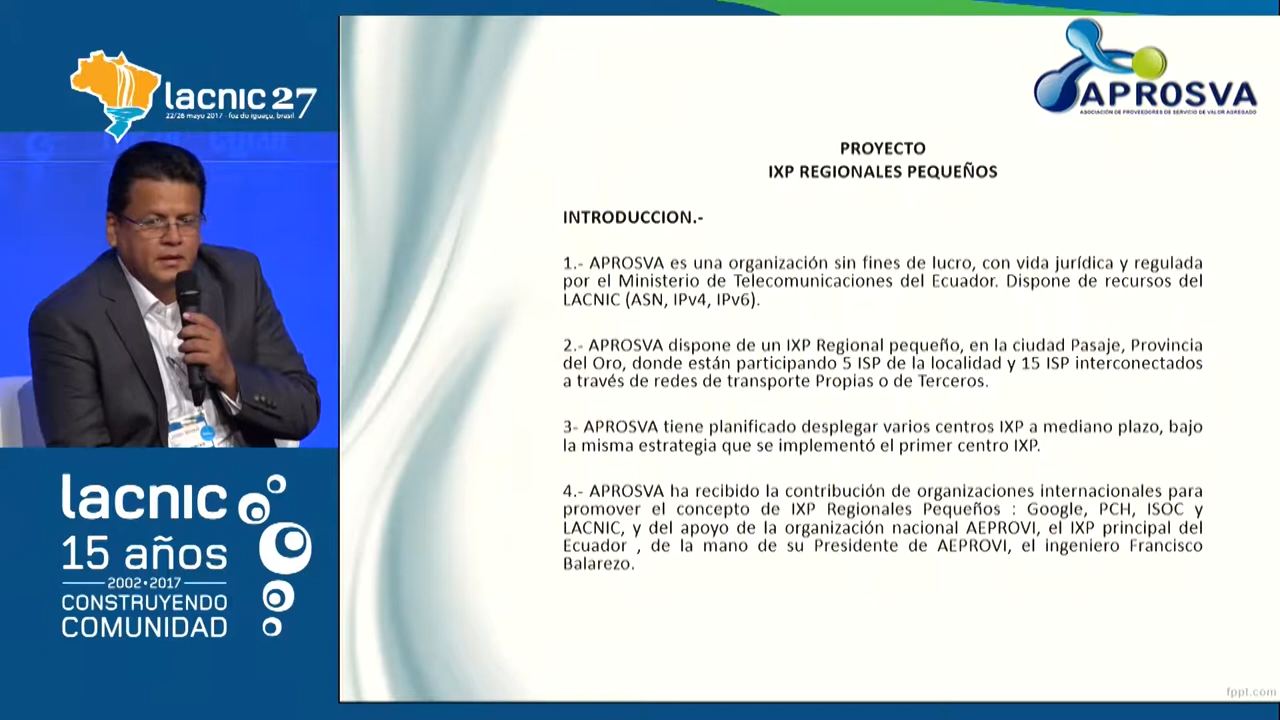 lacnic 27
22/26 mayo 2017 - foz do iguaçu, brasil
lacnic
15 años
2002•2017
CONSTRUYENDO
COMUNIDAD
APROSVA
ASOCIACIÓN DE PROVEEDORES DE SERVICIO DE VALOR AGREGADO
PROYECTO
IXP REGIONALES PEQUEÑOS
INTRODUCCION.-
1.- APROSVA es una organización sin fines de lucro, con vida jurídica y regulada
por el Ministerio de Telecomunicaciones del Ecuador. Dispone de recursos del
LACNIC (ASN, IPv4, IPv6).
2.- APROSVA dispone de un IXP Regional pequeño, en la ciudad Pasaje, Provincia
del Oro, donde están participando 5 ISP de la localidad y 15 ISP interconectados
a través de redes de transporte Propias o de Terceros.
3- APROSVA tiene planificado desplegar varios centros IXP a mediano plazo, bajo
la misma estrategia que se implementó el primer centro IXP.
4.- APROSVA ha recibido la contribución de organizaciones internacionales para
promover el concepto de IXP Regionales Pequeños : Google, PCH, ISOC y
LACNIC, y del apoyo de la organización nacional AEPROVI, el IXP principal del
Ecuador , de la mano de su Presidente de AEPROVI, el ingeniero Francisco
Balarezo.
fppt.com